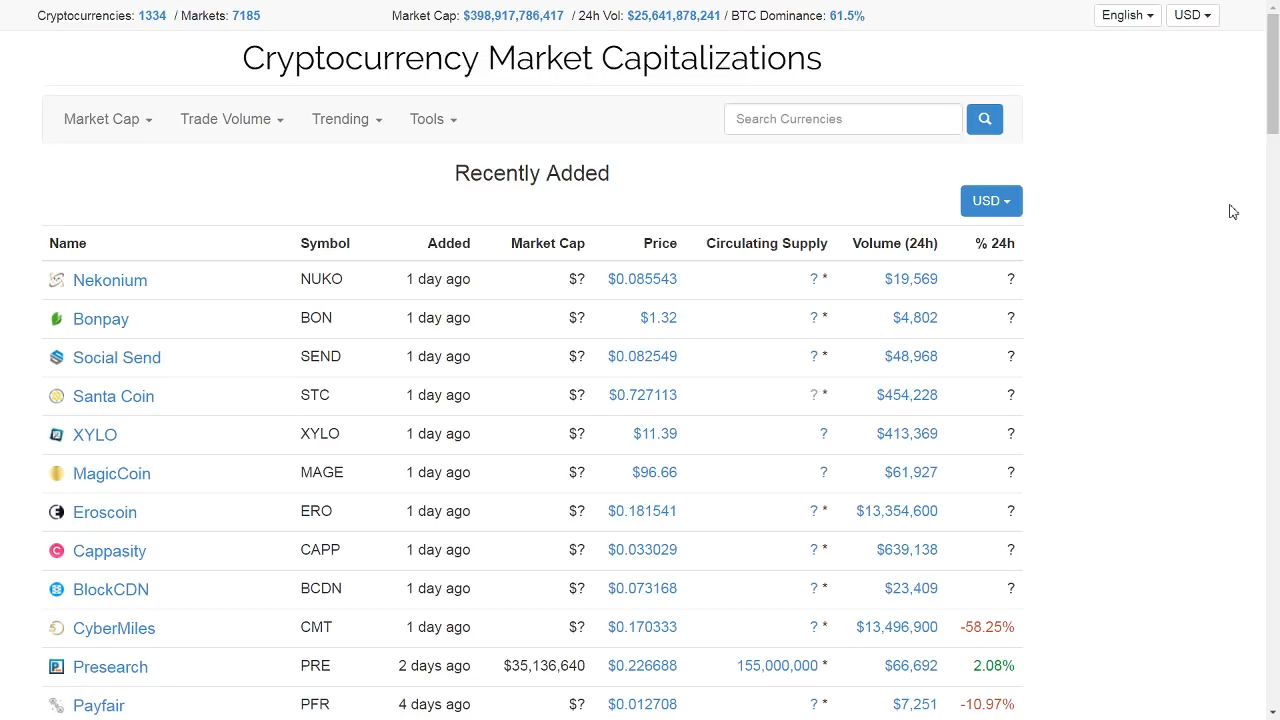 Cryptocurrencies: 1334 / Markets: 7185 Market Cap: $398,917,786,417 / 24h Vol: $25,641,878,241 / BTC Dominance: 61.5% English USD
Cryptocurrency Market Capitalizations
Market Cap Trade Volume Trending Tools Search Currencies
Recently Added
USD
Name Symbol Added Market Cap Price Circulating Supply Volume (24h) % 24h
Nekonium NUKO 1 day ago $? $0.085543 ? * $19,569 ?
Bonpay BON 1 day ago $? $1.32 ? * $4,802 ?
Social Send SEND 1 day ago $? $0.082549 ? * $48,968 ?
Santa Coin STC 1 day ago $? $0.727113 ? * $454,228 ?
XYLO XYLO 1 day ago $? $11.39 ? $413,369 ?
MagicCoin MAGE 1 day ago $? $96.66 ? $61,927 ?
Eroscoin ERO 1 day ago $? $0.181541 ? * $13,354,600 ?
Cappasity CAPP 1 day ago $? $0.033029 ? * $639,138 ?
BlockCDN BCDN 1 day ago $? $0.073168 ? * $23,409 ?
CyberMiles CMT 1 day ago $? $0.170333 ? * $13,496,900 -58.25%
Presearch PRE 2 days ago $35,136,640 $0.226688 155,000,000 * $66,692 2.08%
Payfair PFR 4 days ago $? $0.012708 ? * $7,251 -10.97%